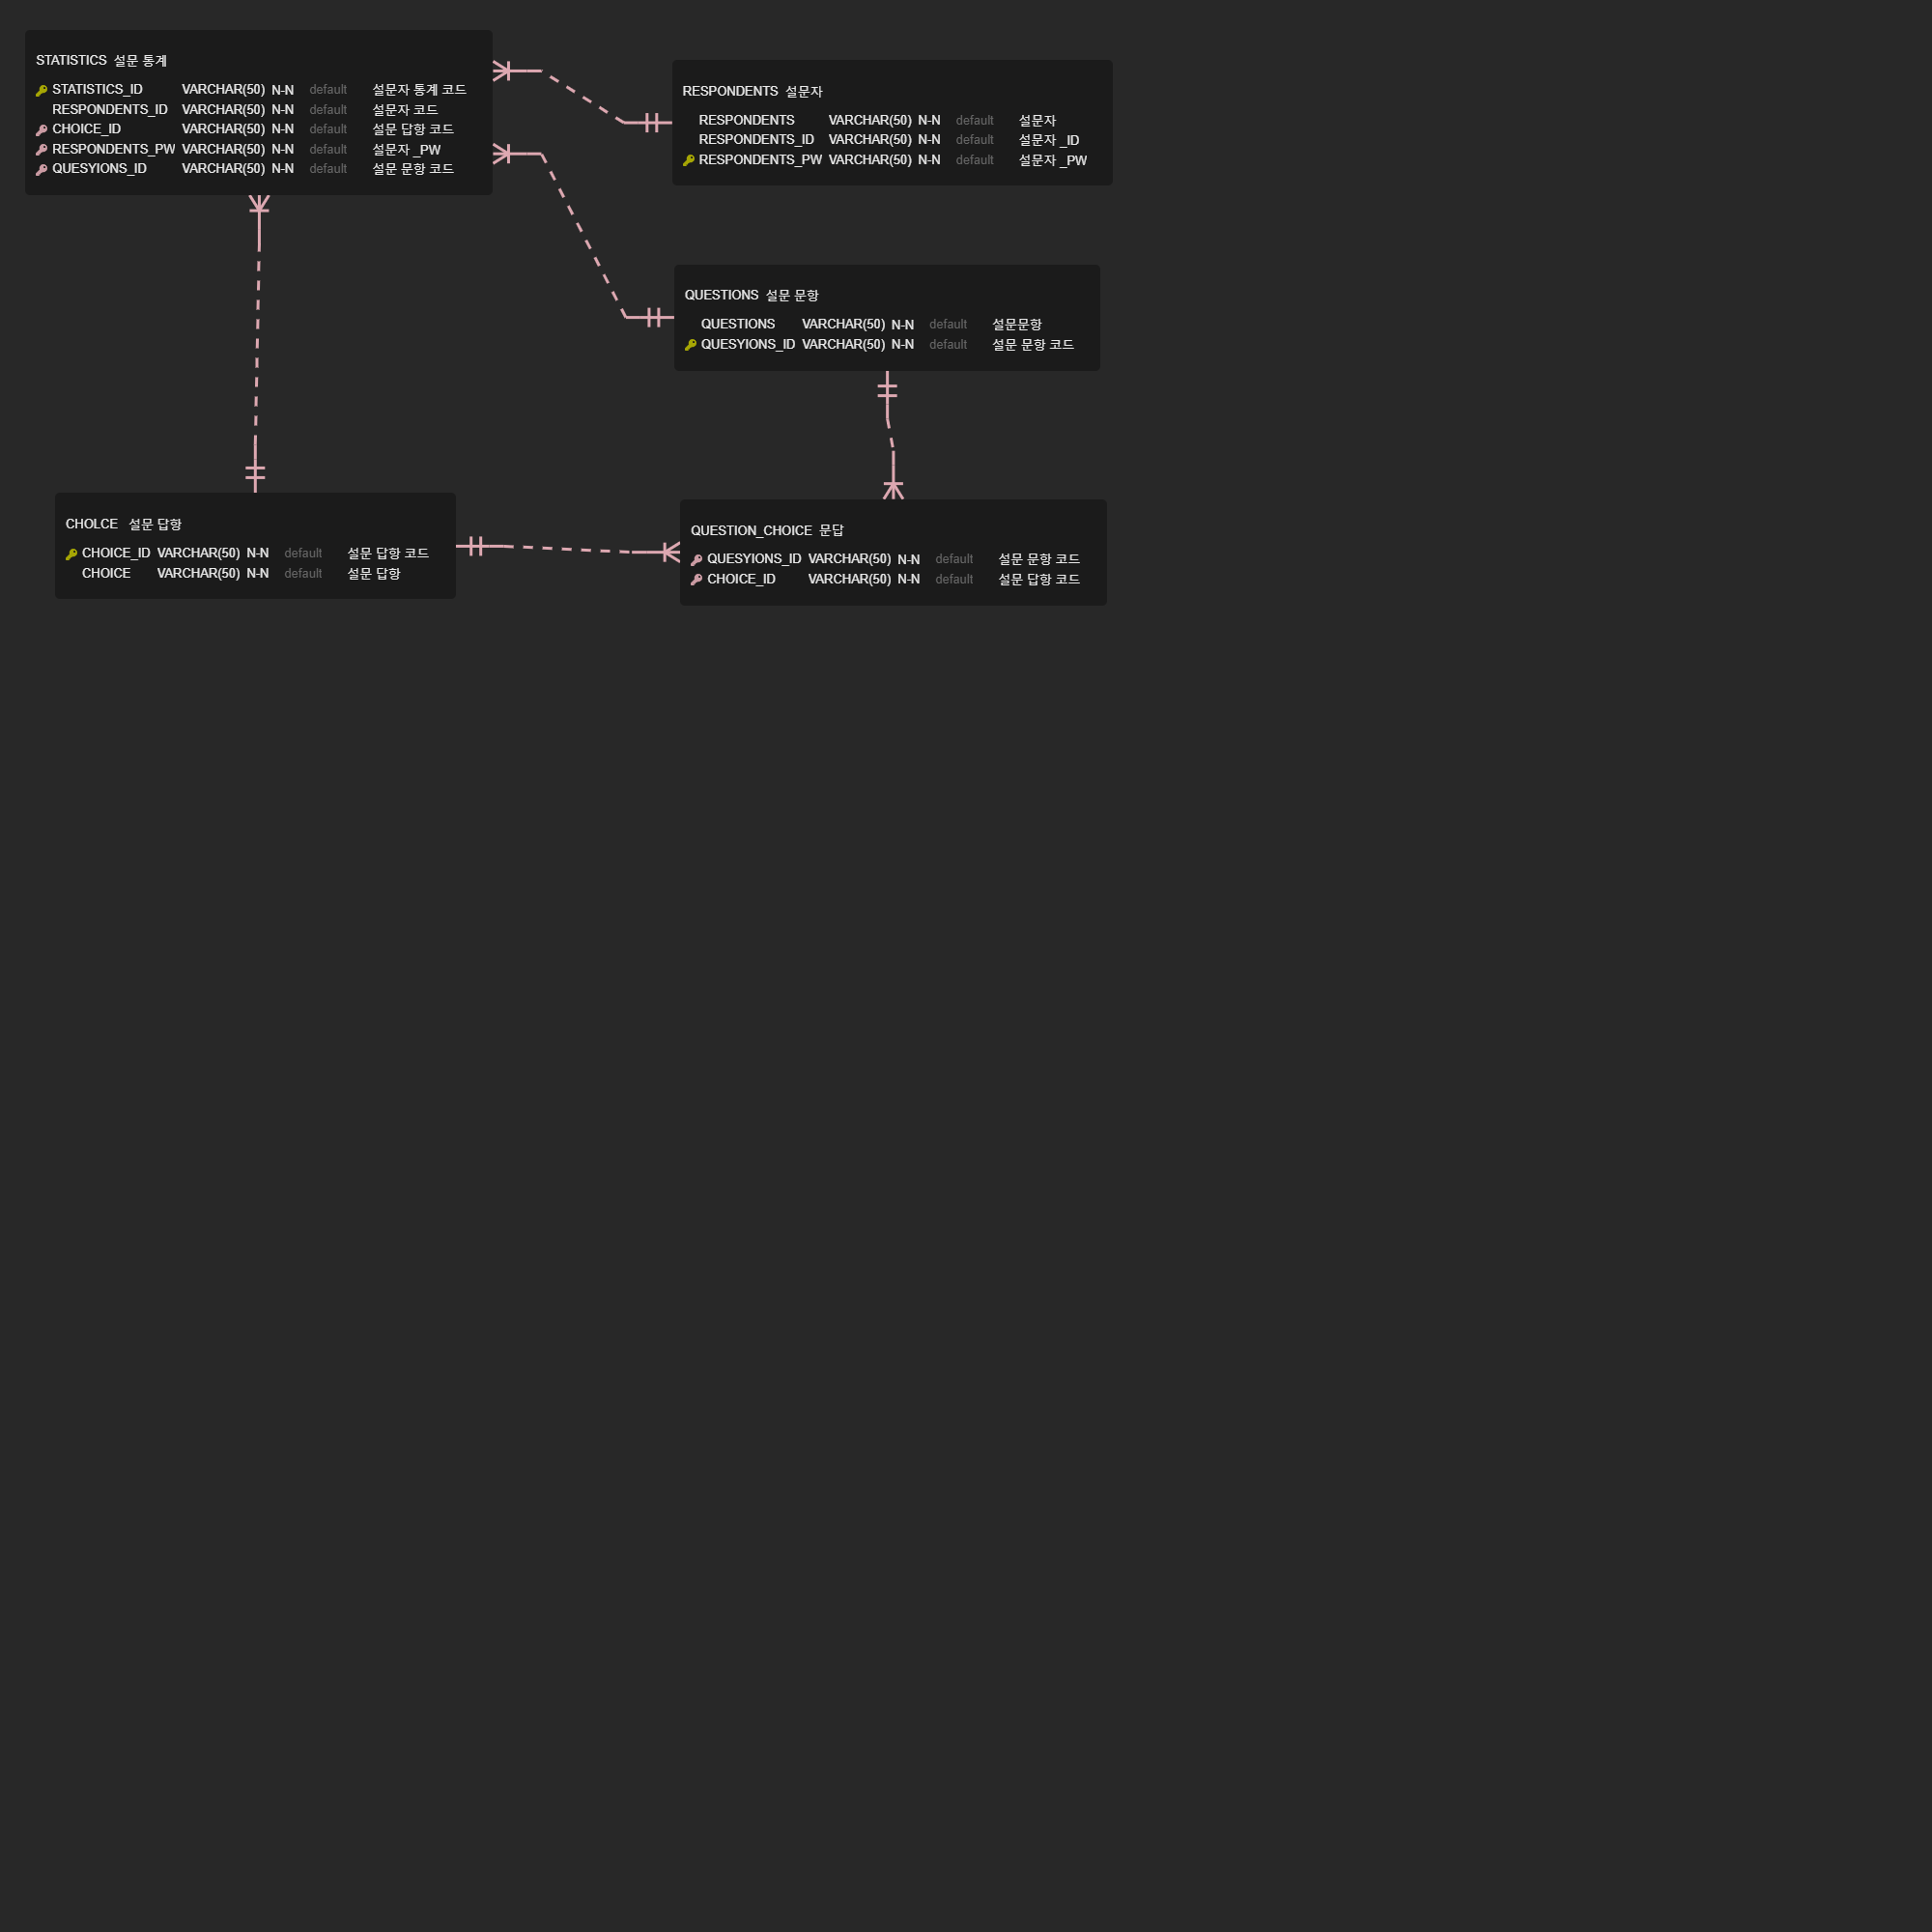 STATISTICS 설문 통계
STATISTICS_ID VARCHAR(50) N-N default 설문자 통계 코드
RESPONDENTS_ID VARCHAR(50) N-N default 설문자 코드
CHOICE_ID VARCHAR(50) N-N default 설문 답항 코드
RESPONDENTS_PW VARCHAR(50) N-N default 설문자 _PW
QUESYIONS_ID VARCHAR(50) N-N default 설문 문항 코드
RESPONDENTS 설문자
RESPONDENTS VARCHAR(50) N-N default 설문자
RESPONDENTS_ID VARCHAR(50) N-N default 설문자 _ID
RESPONDENTS_PW VARCHAR(50) N-N default 설문자 _PW
QUESTIONS 설문 문항
QUESTIONS VARCHAR(50) N-N default 설문문항
QUESYIONS_ID VARCHAR(50) N-N default 설문 문항 코드
CHOLCE 설문 답항
CHOICE_ID VARCHAR(50) N-N default 설문 답항 코드
CHOICE VARCHAR(50) N-N default 설문 답항
QUESTION_CHOICE 문답
QUESYIONS_ID VARCHAR(50) N-N default 설문 문항 코드
CHOICE_ID VARCHAR(50) N-N default 설문 답항 코드